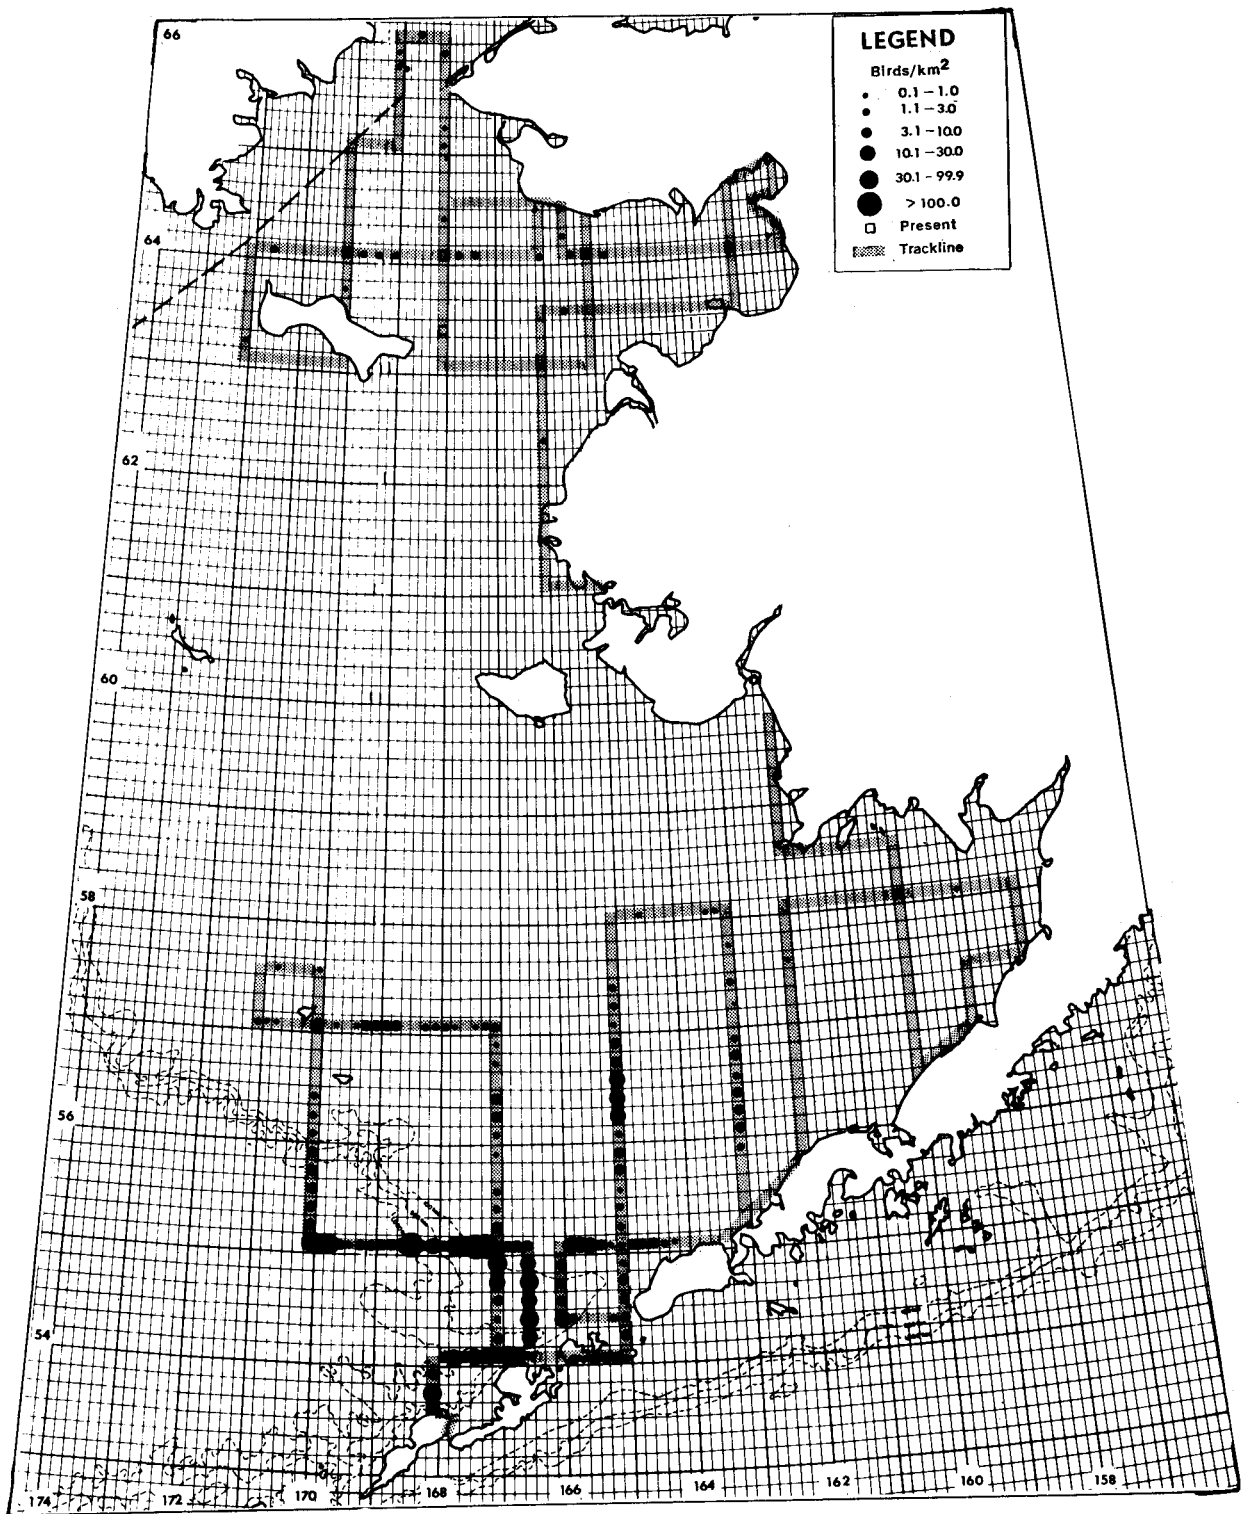 66
LEGEND
Birds/km²
0.1 – 1.0
1.1 – 3.0
3.1 – 10.0
10.1 – 30.0
30.1 – 99.9
> 100.0
Present
Trackline
64
62
60
58
56
54
174 172 170 168 166 164 162 160 158